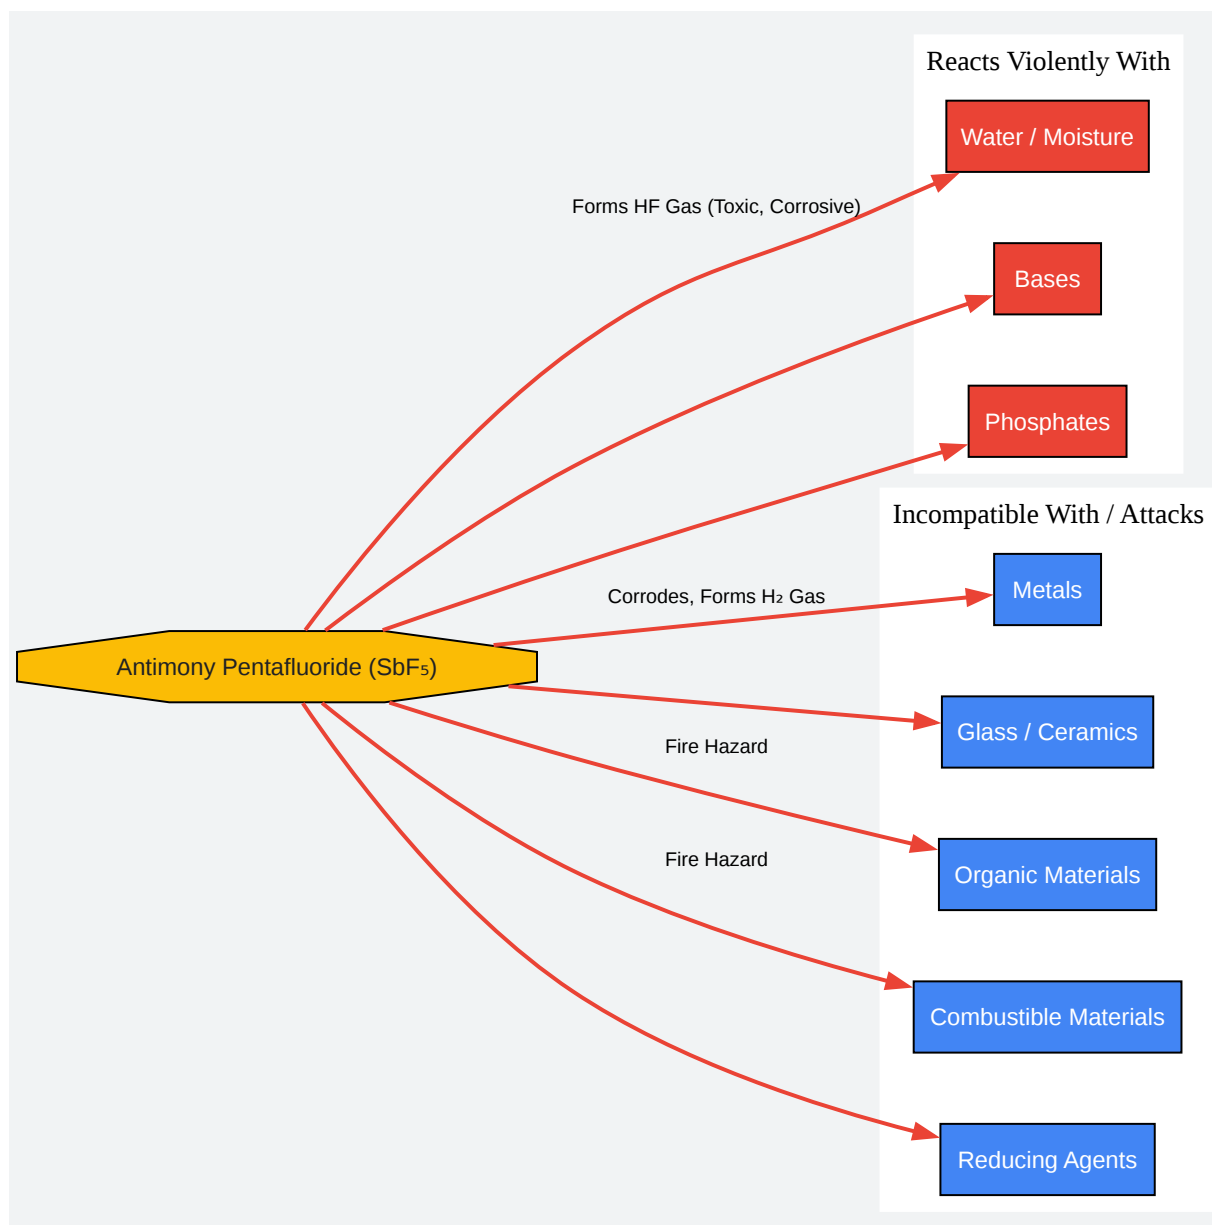 Reacts Violently With
Water / Moisture
Forms HF Gas (Toxic, Corrosive)
Bases
Phosphates
Incompatible With / Attacks
Metals
Corrodes, Forms H₂ Gas
Antimony Pentafluoride (SbF₅)
Glass / Ceramics
Fire Hazard
Organic Materials
Fire Hazard
Combustible Materials
Reducing Agents